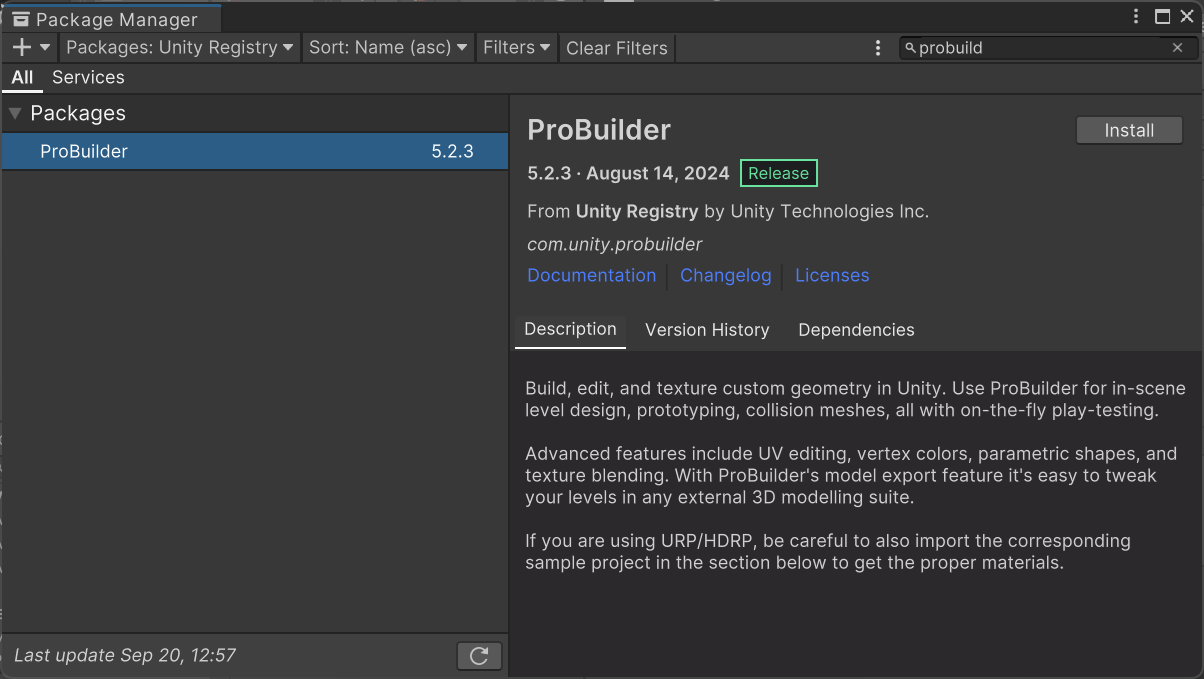 Package Manager
Packages: Unity Registry Sort: Name (asc) Filters Clear Filters probuild
All Services
Packages
ProBuilder 5.2.3
ProBuilder
Install
5.2.3 · August 14, 2024 Release
From Unity Registry by Unity Technologies Inc.
com.unity.probuilder
Documentation Changelog Licenses
Description Version History Dependencies
Build, edit, and texture custom geometry in Unity. Use ProBuilder for in-scene
level design, prototyping, collision meshes, all with on-the-fly play-testing.
Advanced features include UV editing, vertex colors, parametric shapes, and
texture blending. With ProBuilder's model export feature it's easy to tweak
your levels in any external 3D modelling suite.
If you are using URP/HDRP, be careful to also import the corresponding
sample project in the section below to get the proper materials.
Last update Sep 20, 12:57